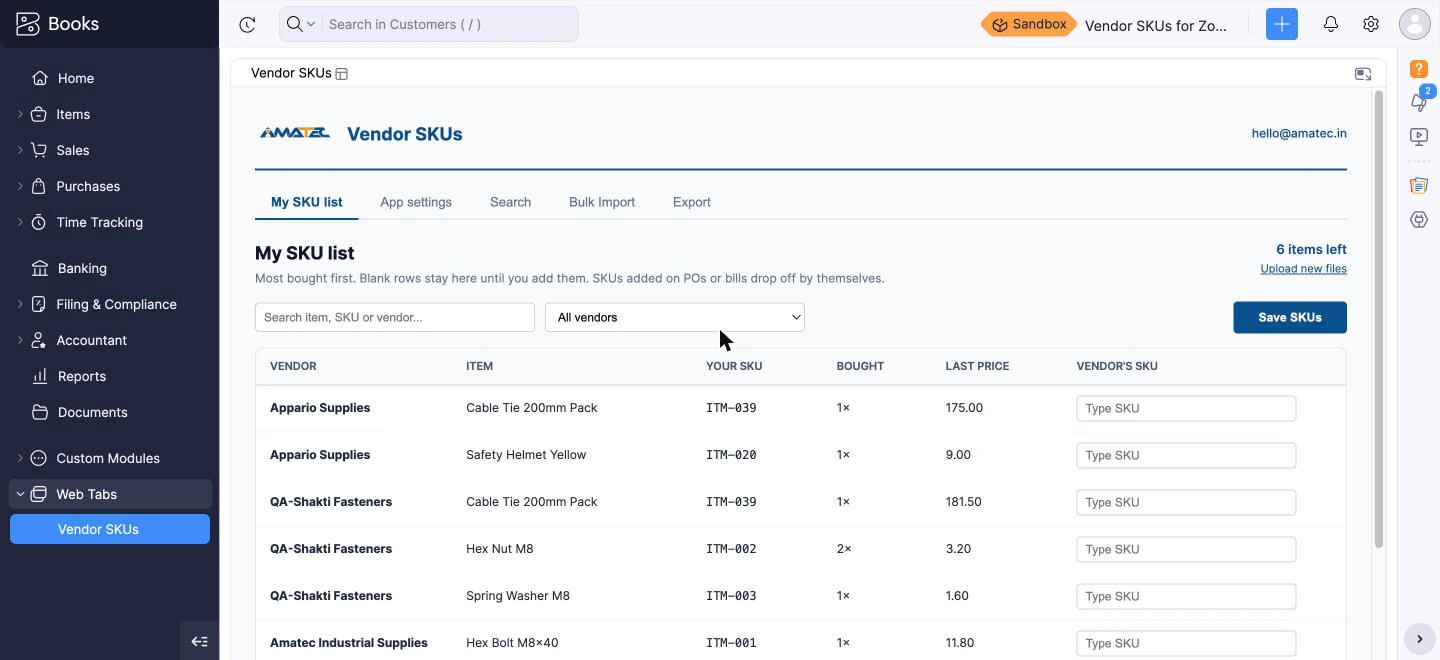 Books
Search in Customers ( / )
Sandbox
Vendor SKUs for Zo...
Home
Items
Sales
Purchases
Time Tracking
Banking
Filing & Compliance
Accountant
Reports
Documents
Custom Modules
Web Tabs
Vendor SKUs
2
Vendor SKUs
AMATEC Vendor SKUs
hello@amatec.in
My SKU list App settings Search Bulk Import Export
My SKU list
6 items left
Most bought first. Blank rows stay here until you add them. SKUs added on POs or bills drop off by themselves.
Upload new files
Search item, SKU or vendor...
All vendors
Save SKUs
VENDOR ITEM YOUR SKU BOUGHT LAST PRICE VENDOR'S SKU
Appario Supplies Cable Tie 200mm Pack ITM-039 1× 175.00 Type SKU
Appario Supplies Safety Helmet Yellow ITM-020 1× 9.00 Type SKU
QA-Shakti Fasteners Cable Tie 200mm Pack ITM-039 1× 181.50 Type SKU
QA-Shakti Fasteners Hex Nut M8 ITM-002 2× 3.20 Type SKU
QA-Shakti Fasteners Spring Washer M8 ITM-003 1× 1.60 Type SKU
Amatec Industrial Supplies Hex Bolt M8×40 ITM-001 1× 11.80 Type SKU